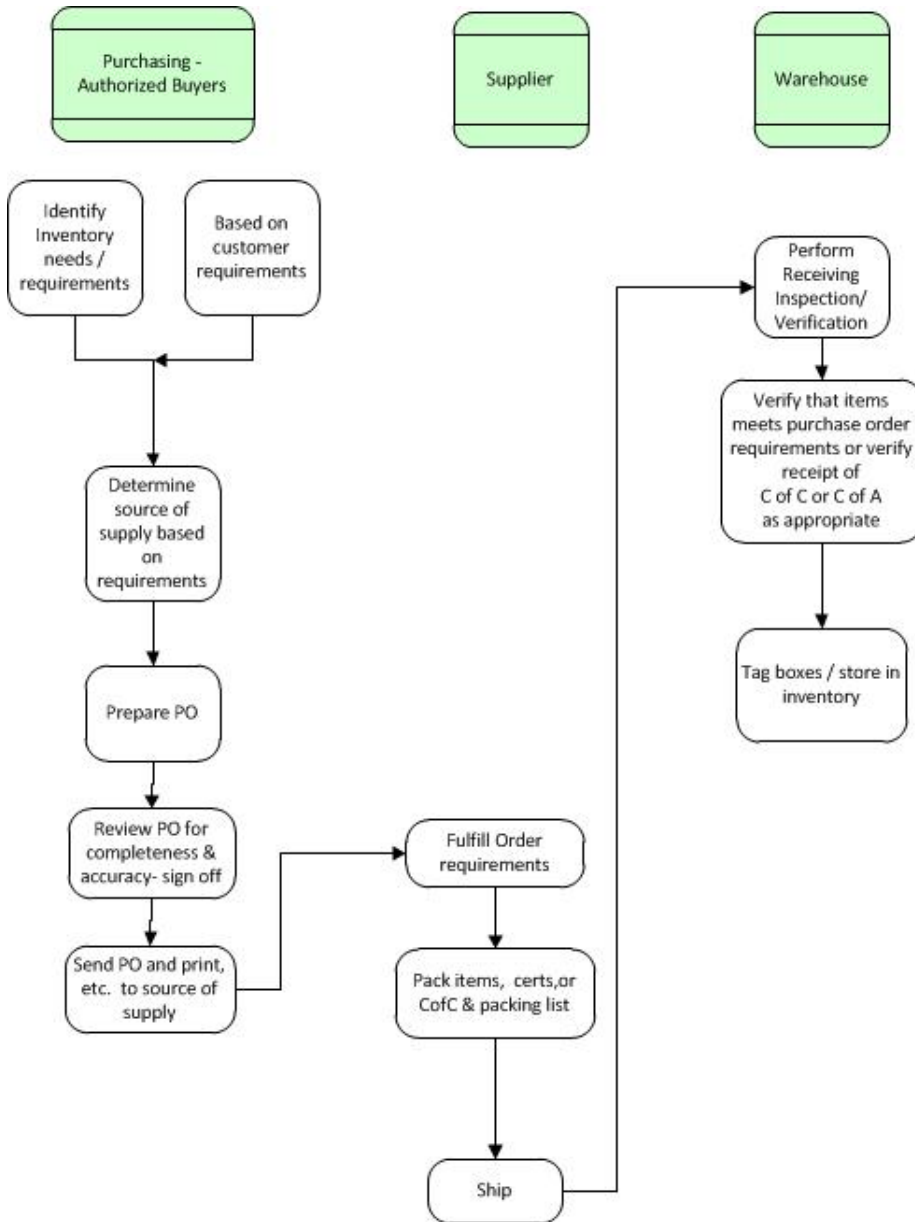 Purchasing -
Authorized Buyers
Supplier
Warehouse
Identify
Inventory
needs /
requirements
Based on
customer
requirements
Determine
source of
supply based
on
requirements
Prepare PO
Review PO for
completeness &
accuracy- sign off
Send PO and print,
etc.  to source of
supply
Fulfill Order
requirements
Pack items,  certs,or
CofC & packing list
Ship
Perform
Receiving
Inspection/
Verification
Verify that items
meets purchase order
requirements or verify
receipt of
C of C or C of A
as appropriate
Tag boxes / store in
inventory